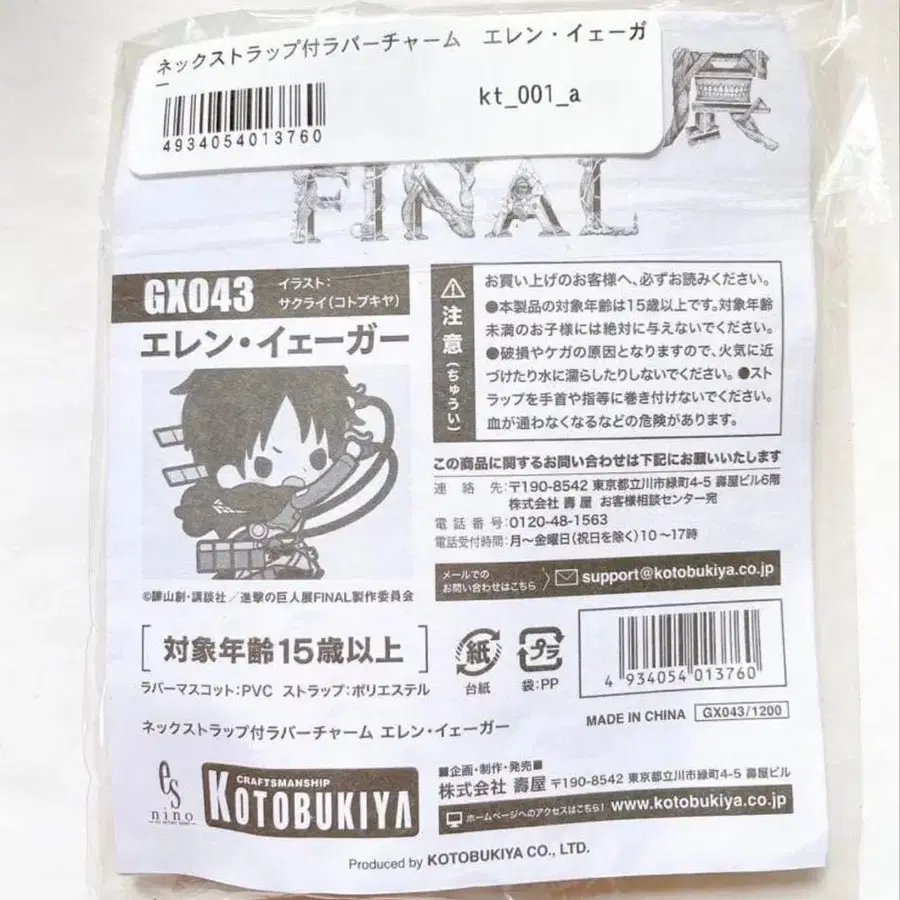 ネックストラップ付ラバーチャーム エレン・イェーガ
ー
4934054013760
kt_001_a
展
FINAL
GX043
イラスト:
サクライ(コトブキヤ)
エレン・イェーガー
©諫山創・講談社/進撃の巨人展FINAL製作委員会
対象年齢15歳以上
ラバーマスコット:PVC ストラップ:ポリエステル
ネックストラップ付ラバーチャーム エレン・イェーガー
注意(ちゅうい)
お買い上げのお客様へ、必ずお読みください。
●本製品の対象年齢は15歳以上です。対象年齢
未満のお子様には絶対に与えないでください。
●破損やケガの原因となりますので、火気に近
づけたり水に濡らしたりしないでください。●スト
ラップを手首や指等に巻き付けないでください。
血が通わなくなるなどの危険があります。
この商品に関するお問い合わせは下記にお願いいたします
連絡先:〒190-8542 東京都立川市緑町4-5 壽屋ビル6階
株式会社 壽屋 お客様相談センター宛
電話番号:0120-48-1563
電話受付時間:月~金曜日(祝日を除く)10~17時
メールでの
お問い合わせはこちら
support@kotobukiya.co.jp
紙
台紙
プラ
袋:PP
4 934054 013760
MADE IN CHINA
GX043/1200
es
nino
CRAFTSMANSHIP
KOTOBUKIYA
■企画・制作・発売■
株式会社 壽屋 〒190-8542 東京都立川市緑町4-5 壽屋ビル
ホームページへのアクセスはこちら! www.kotobukiya.co.jp
Produced by KOTOBUKIYA CO., LTD.